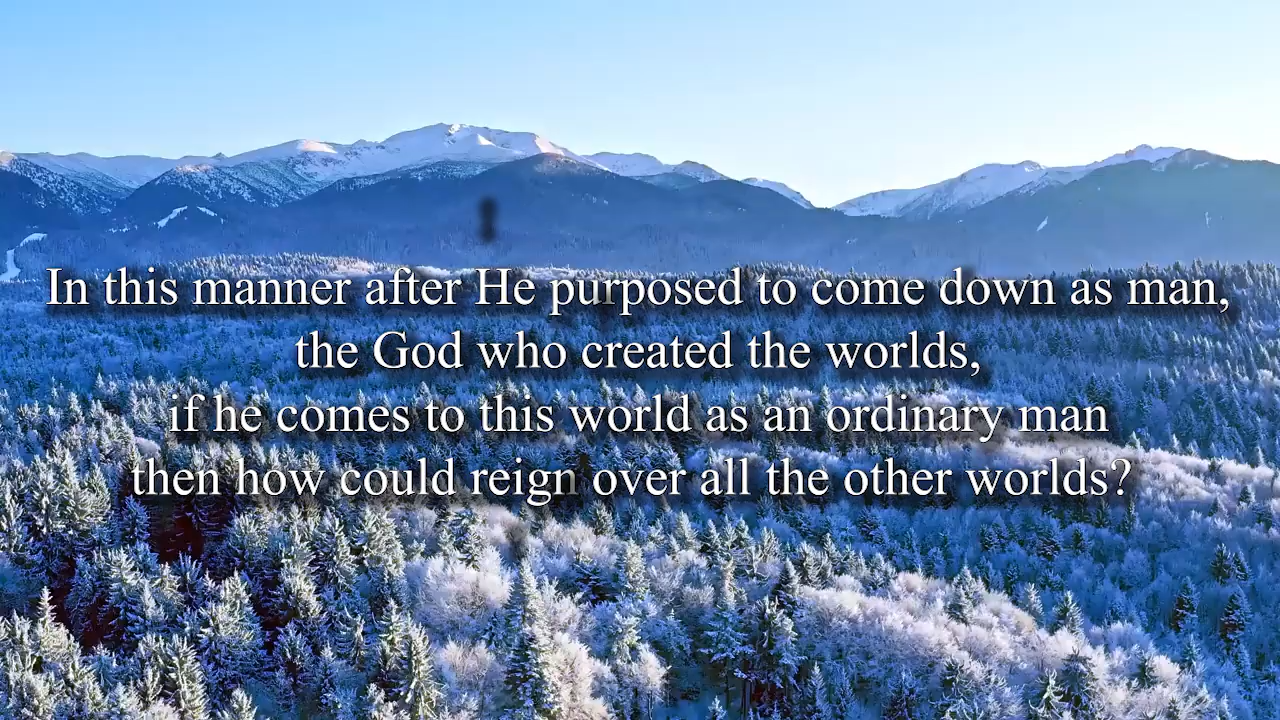 In this manner after He purposed to come down as man,
the God who created the worlds,
if he comes to this world as an ordinary man
then how could reign over all the other worlds?